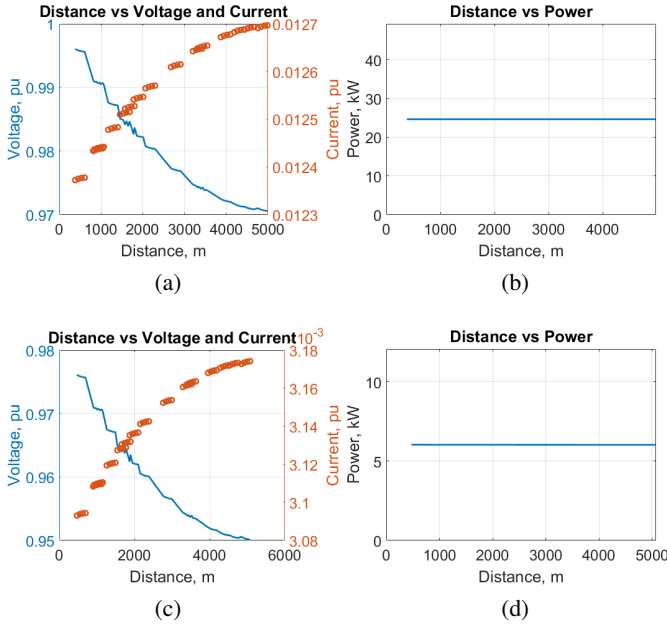 Distance vs Voltage and Current
1
0.99
0.98
0.97
Voltage, pu
0.0127
0.0126
0.0125
0.0124
0.0123
Current, pu
0 1000 2000 3000 4000 5000
Distance, m
(a)
Distance vs Power
40
30
20
10
0
Power, kW
1000 2000 3000 4000
Distance, m
(b)
Distance vs Voltage and Current
10-3
0.98
0.97
0.96
0.95
Voltage, pu
3.18
3.16
3.14
3.12
3.1
3.08
Current, pu
0 2000 4000 6000
Distance, m
(c)
Distance vs Power
10
5
0
Power, kW
0 1000 2000 3000 4000 5000
Distance, m
(d)